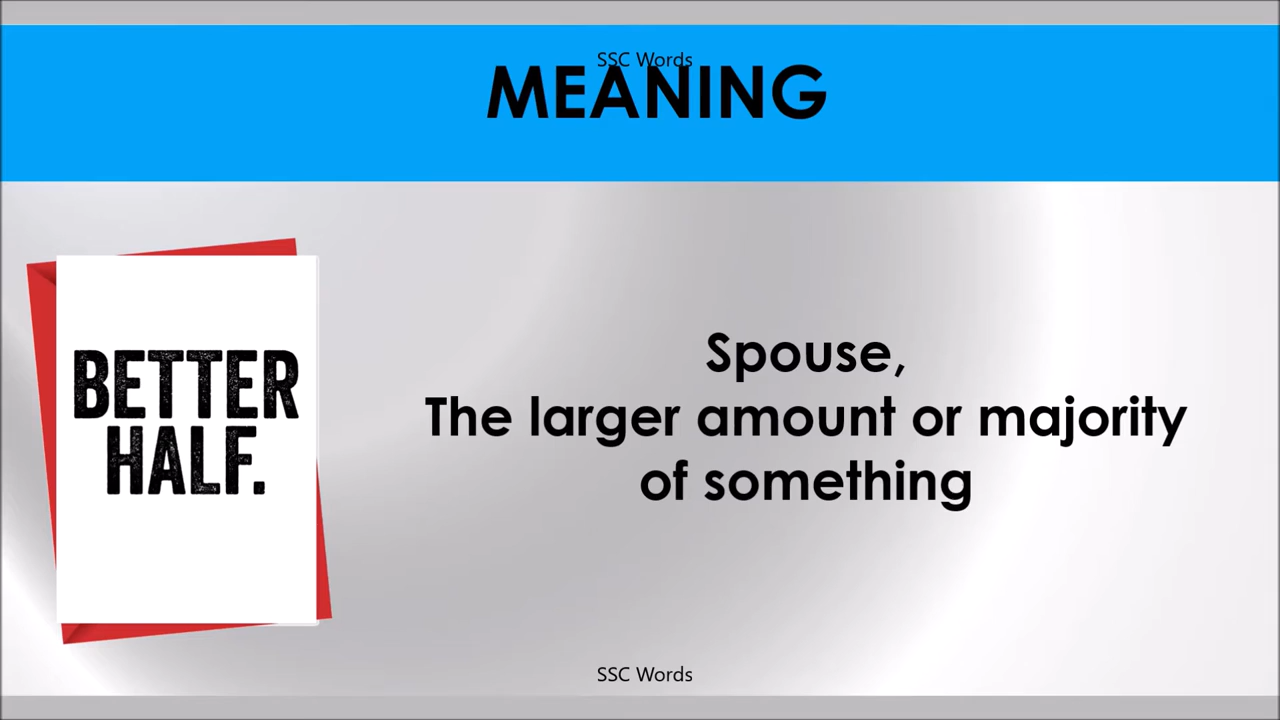 SSC Words
MEANING
BETTER
HALF.
Spouse,
The larger amount or majority
of something
SSC Words